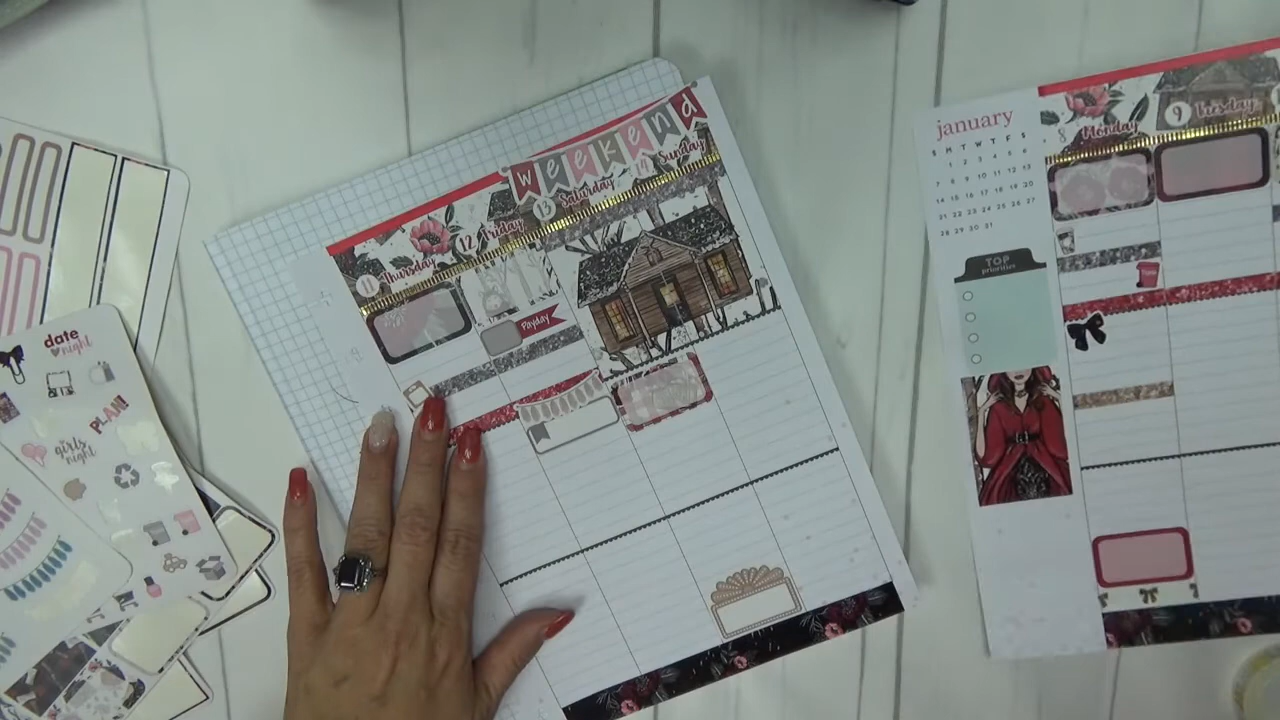 january
S M T W T F S
1 2 3 4 5 6
7 8 9 10 11 12 13
14 15 16 17 18 19 20
21 22 23 24 25 26 27
28 29 30 31
TOP
priorities
8 Monday
9 Tuesday
WEEKEND
11 Thursday
12 Friday
13 Saturday
14 Sunday
Payday
date
night
PLAN!
girls
night